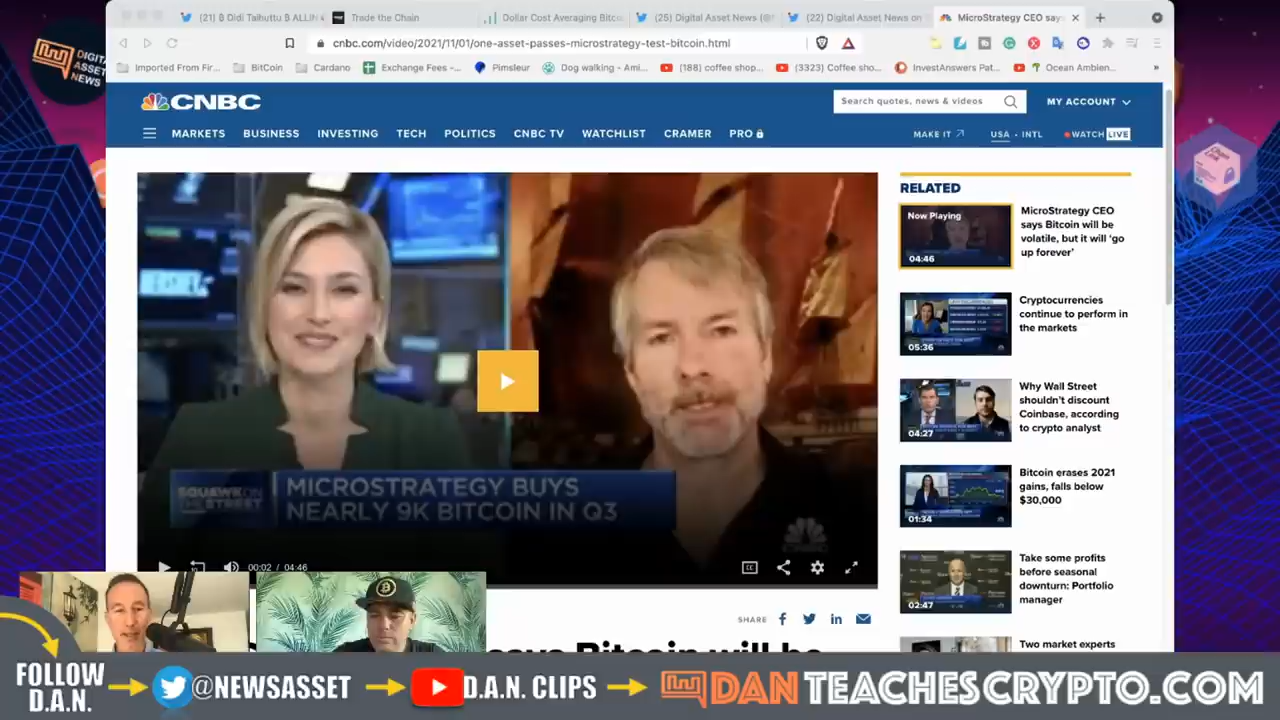 (21) ₿ Didi Taihuttu ₿ ALL IN
Trade the Chain
Dollar Cost Averaging Bitco
(25) Digital Asset News (@
(22) Digital Asset News on
MicroStrategy CEO says
cnbc.com/video/2021/11/01/one-asset-passes-microstrategy-test-bitcoin.html
Imported From Fir...
BitCoin
Cardano
Exchange Fees -...
Pimsleur
Dog walking - Ami...
(188) coffee shop...
(3323) Coffee sho...
InvestAnswers Pat...
Ocean Ambien...
»
DIGITAL
ASSET
NEWS
CNBC
Search quotes, news & videos
MY ACCOUNT
MARKETS
BUSINESS
INVESTING
TECH
POLITICS
CNBC TV
WATCHLIST
CRAMER
PRO
MAKE IT
USA • INTL
WATCH LIVE
RELATED
Now Playing
04:46
MicroStrategy CEO
says Bitcoin will be
volatile, but it will ‘go
up forever’
05:36
Cryptocurrencies
continue to perform in
the markets
04:27
Why Wall Street
shouldn’t discount
Coinbase, according
to crypto analyst
01:34
Bitcoin erases 2021
gains, falls below
$30,000
02:47
Take some profits
before seasonal
downturn: Portfolio
manager
Two market experts
BITCOIN IN Q3
00:02 / 04:46
CC
SHARE
says Bitcoin will be
FOLLOW
D.A.N.
@NEWSASSET
D.A.N. CLIPS
DANTEACHESCRYPTO.COM